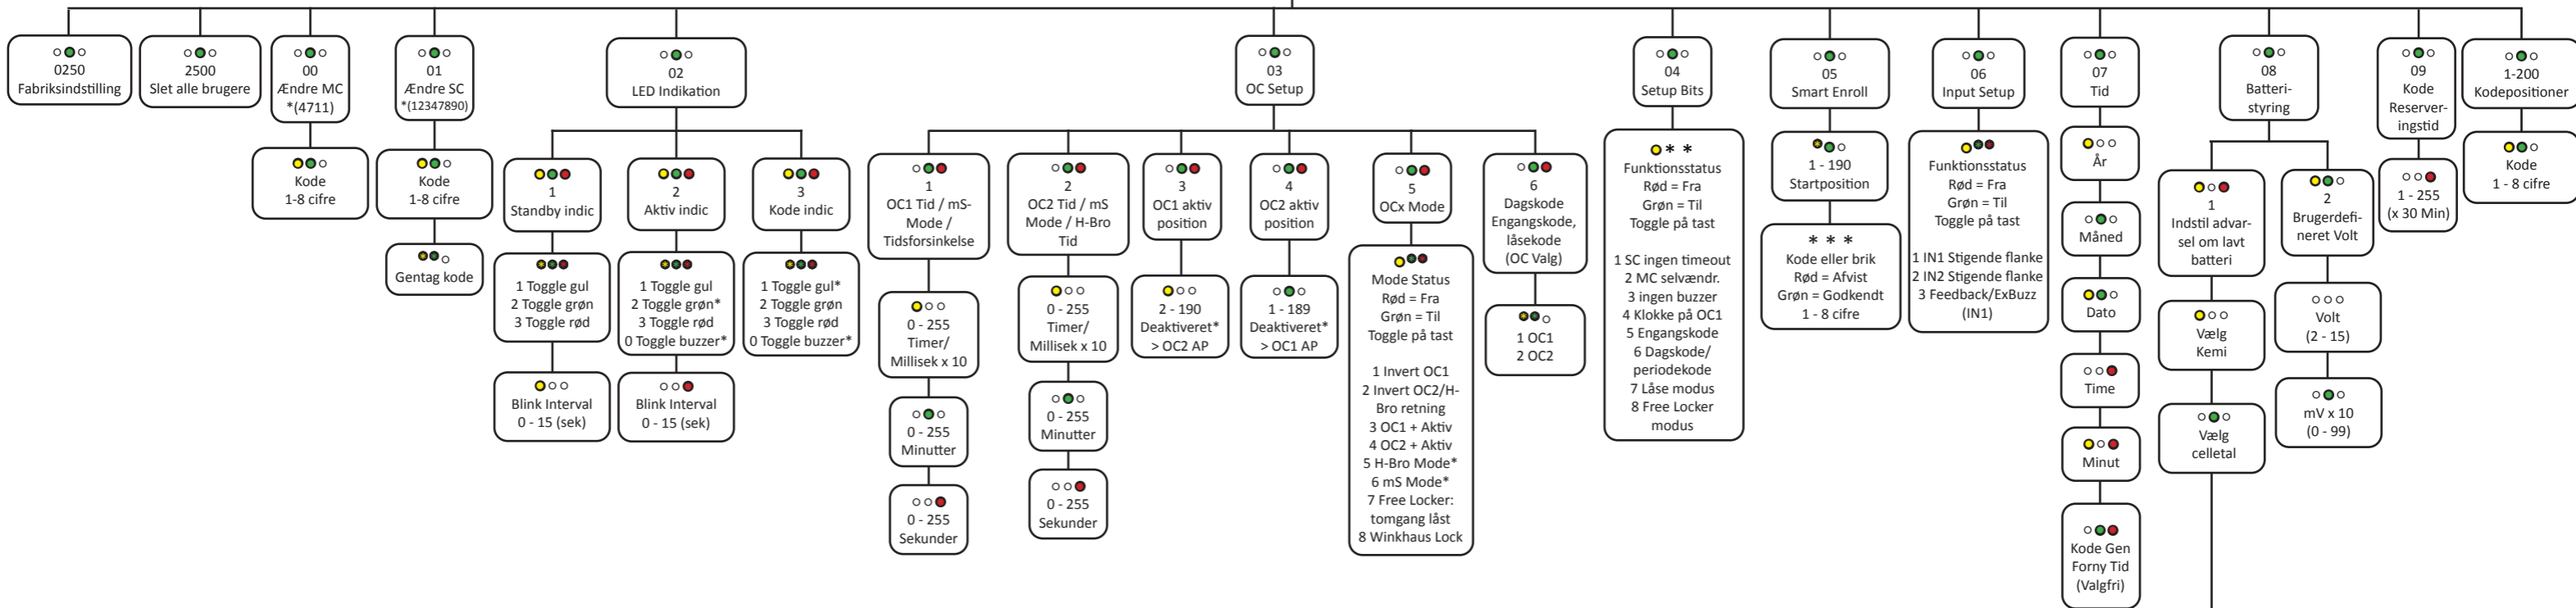 0250
Fabriksindstilling
2500
Slet alle brugere
00
Ændre MC
*(4711)
Kode
1-8 cifre
01
Ændre SC
*(12347890)
Kode
1-8 cifre
Gentag kode
02
LED Indikation
1
Standby indic
1 Toggle gul
2 Toggle grøn
3 Toggle rød
Blink Interval
0 - 15 (sek)
2
Aktiv indic
1 Toggle gul
2 Toggle grøn*
3 Toggle rød
0 Toggle buzzer*
Blink Interval
0 - 15 (sek)
3
Kode indic
1 Toggle gul*
2 Toggle grøn
3 Toggle rød
0 Toggle buzzer*
03
OC Setup
1
OC1 Tid / mS-
Mode /
Tidsforsinkelse
0 - 255
Timer/
Millisek x 10
0 - 255
Minutter
0 - 255
Sekunder
2
OC2 Tid / mS
Mode / H-Bro
Tid
0 - 255
Timer/
Millisek x 10
0 - 255
Minutter
0 - 255
Sekunder
3
OC1 aktiv
position
2 - 190
Deaktiveret*
> OC2 AP
4
OC2 aktiv
position
1 - 189
Deaktiveret*
> OC1 AP
5
OCx Mode
Mode Status
Rød = Fra
Grøn = Til
Toggle på tast
1 Invert OC1
2 Invert OC2/H-
Bro retning
3 OC1 + Aktiv
4 OC2 + Aktiv
5 H-Bro Mode*
6 mS Mode*
7 Free Locker:
tomgang låst
8 Winkhaus Lock
6
Dagskode
Engangskode,
låsekode
(OC Valg)
1 OC1
2 OC2
04
Setup Bits
* *
Funktionsstatus
Rød = Fra
Grøn = Til
Toggle på tast
1 SC ingen timeout
2 MC selvændr.
3 ingen buzzer
4 Klokke på OC1
5 Engangskode
6 Dagskode/
periodekode
7 Låse modus
8 Free Locker
modus
05
Smart Enroll
1 - 190
Startposition
* * *
Kode eller brik
Rød = Afvist
Grøn = Godkendt
1 - 8 cifre
06
Input Setup
Funktionsstatus
Rød = Fra
Grøn = Til
Toggle på tast
1 IN1 Stigende flanke
2 IN2 Stigende flanke
3 Feedback/ExBuzz
(IN1)
07
Tid
År
Måned
Dato
Time
Minut
Kode Gen
Forny Tid
(Valgfri)
08
Batteri-
styring
1
Indstil advar-
sel om lavt
batteri
Vælg
Kemi
Vælg
celletal
2
Brugerdefi-
neret Volt
Volt
(2 - 15)
mV x 10
(0 - 99)
09
Kode
Reserver-
ingstid
1 - 255
(x 30 Min)
1-200
Kodepositioner
Kode
1 - 8 cifre